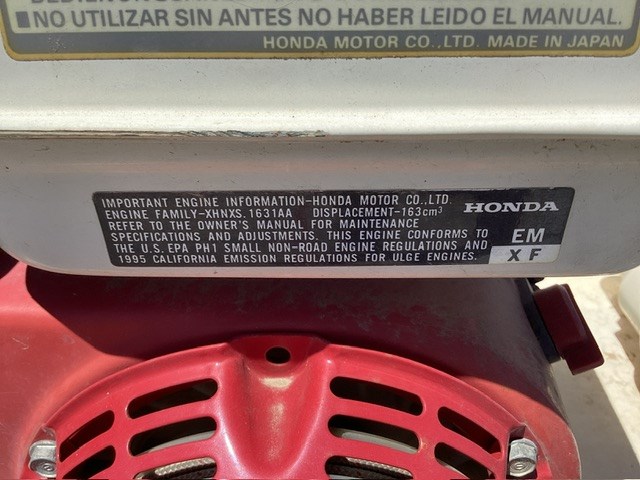 ■NO UTILIZAR SIN ANTES NO HABER LEIDO EL MANUAL.
HONDA MOTOR CO.,LTD. MADE IN JAPAN
IMPORTANT ENGINE INFORMATION-HONDA MOTOR CO.,LTD.
ENGINE FAMILY-XHNXS.1631AA DISPLACEMENT-163cm³
REFER TO THE OWNER'S MANUAL FOR MAINTENANCE
SPECIFICATIONS AND ADJUSTMENTS. THIS ENGINE CONFORMS TO
THE U.S. EPA PH1 SMALL NON-ROAD ENGINE REGULATIONS AND
1995 CALIFORNIA EMISSION REGULATIONS FOR ULGE ENGINES.
HONDA
EM
XF